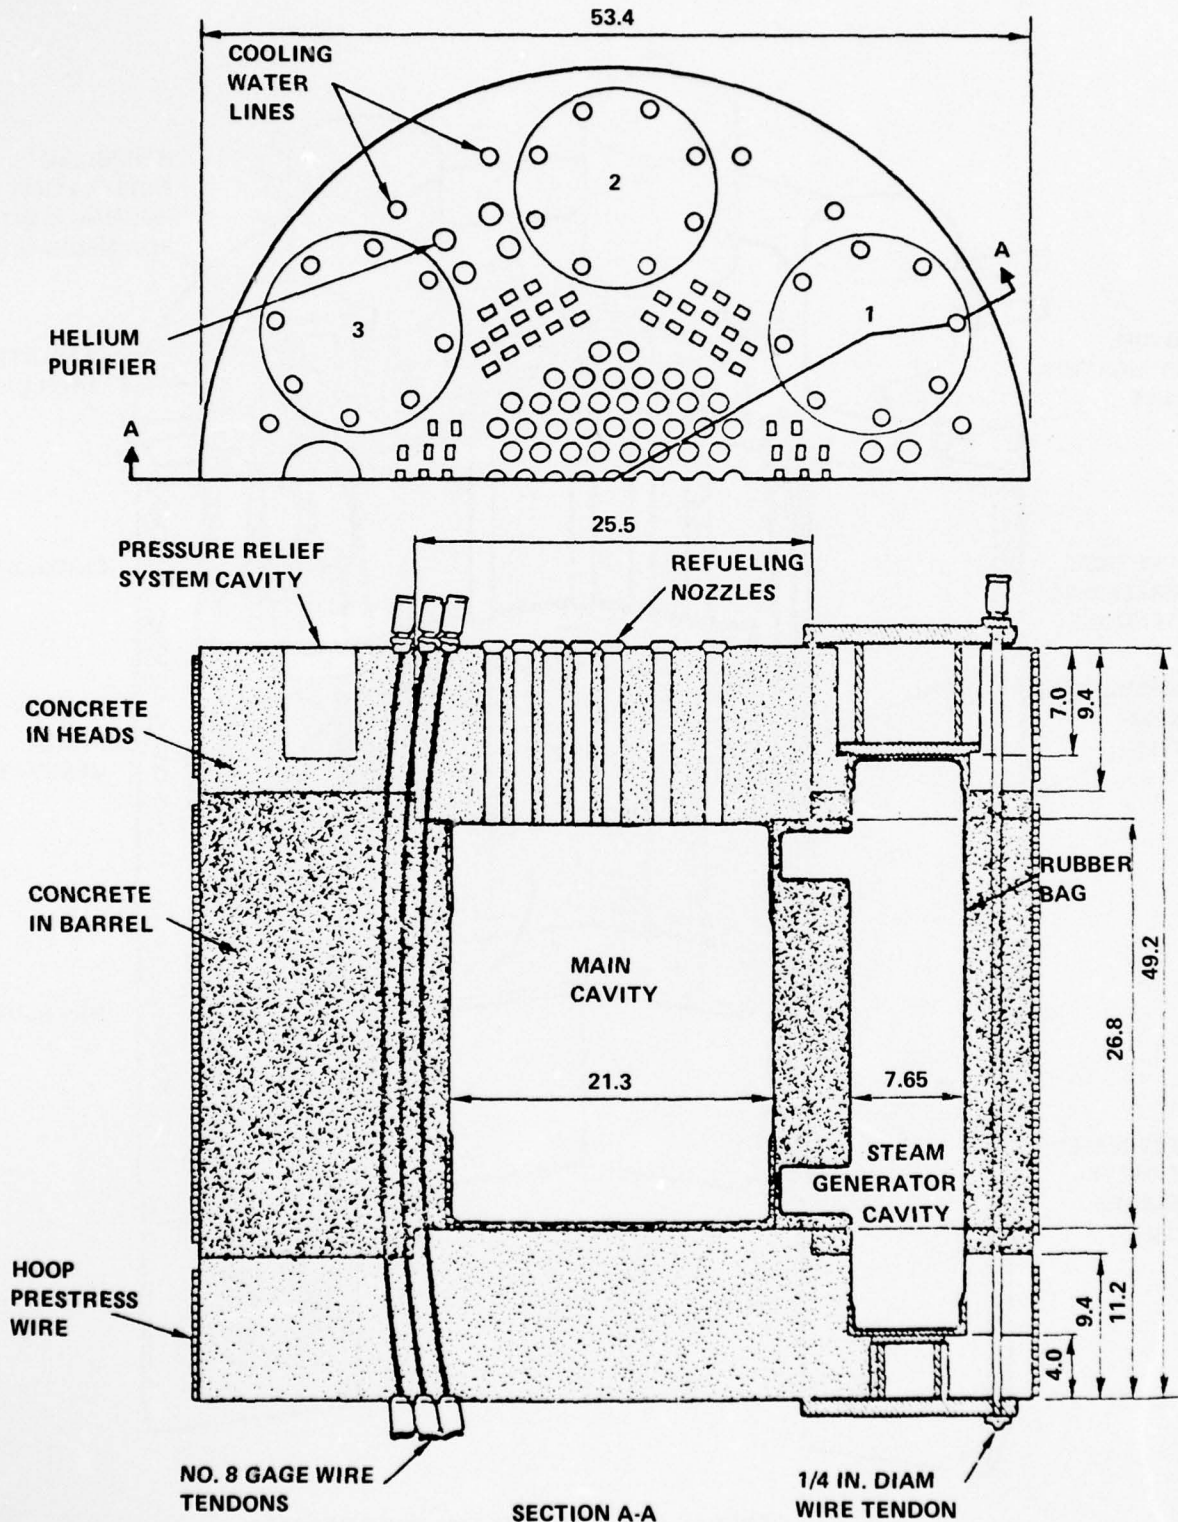 53.4
COOLING
WATER
LINES
2
A
3
1
HELIUM
PURIFIER
A
25.5
PRESSURE RELIEF
SYSTEM CAVITY
REFUELING
NOZZLES
7.0
9.4
CONCRETE
IN HEADS
RUBBER
BAG
CONCRETE
IN BARREL
MAIN
CAVITY
49.2
26.8
21.3
7.65
STEAM
GENERATOR
CAVITY
HOOP
PRESTRESS
WIRE
11.2
9.4
4.0
NO. 8 GAGE WIRE
TENDONS
1/4 IN. DIAM
WIRE TENDON
SECTION A-A